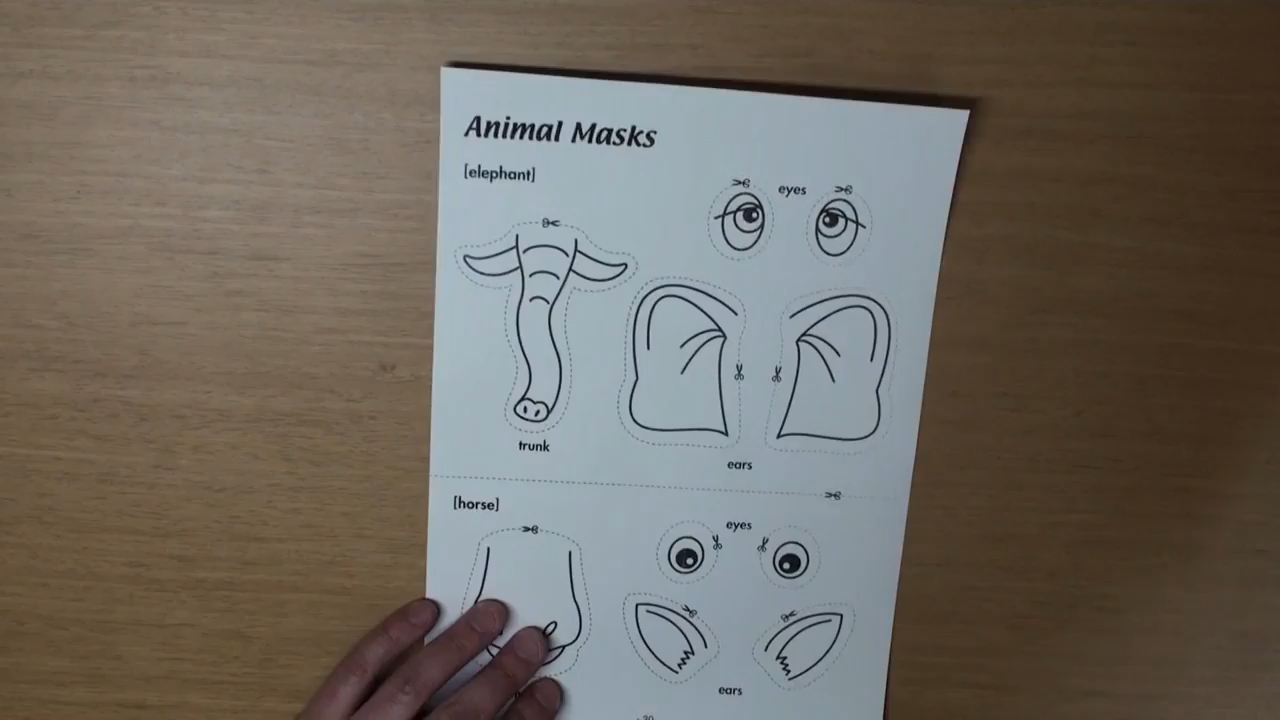 Animal Masks
[elephant]
eyes
trunk
ears
[horse]
eyes
ears